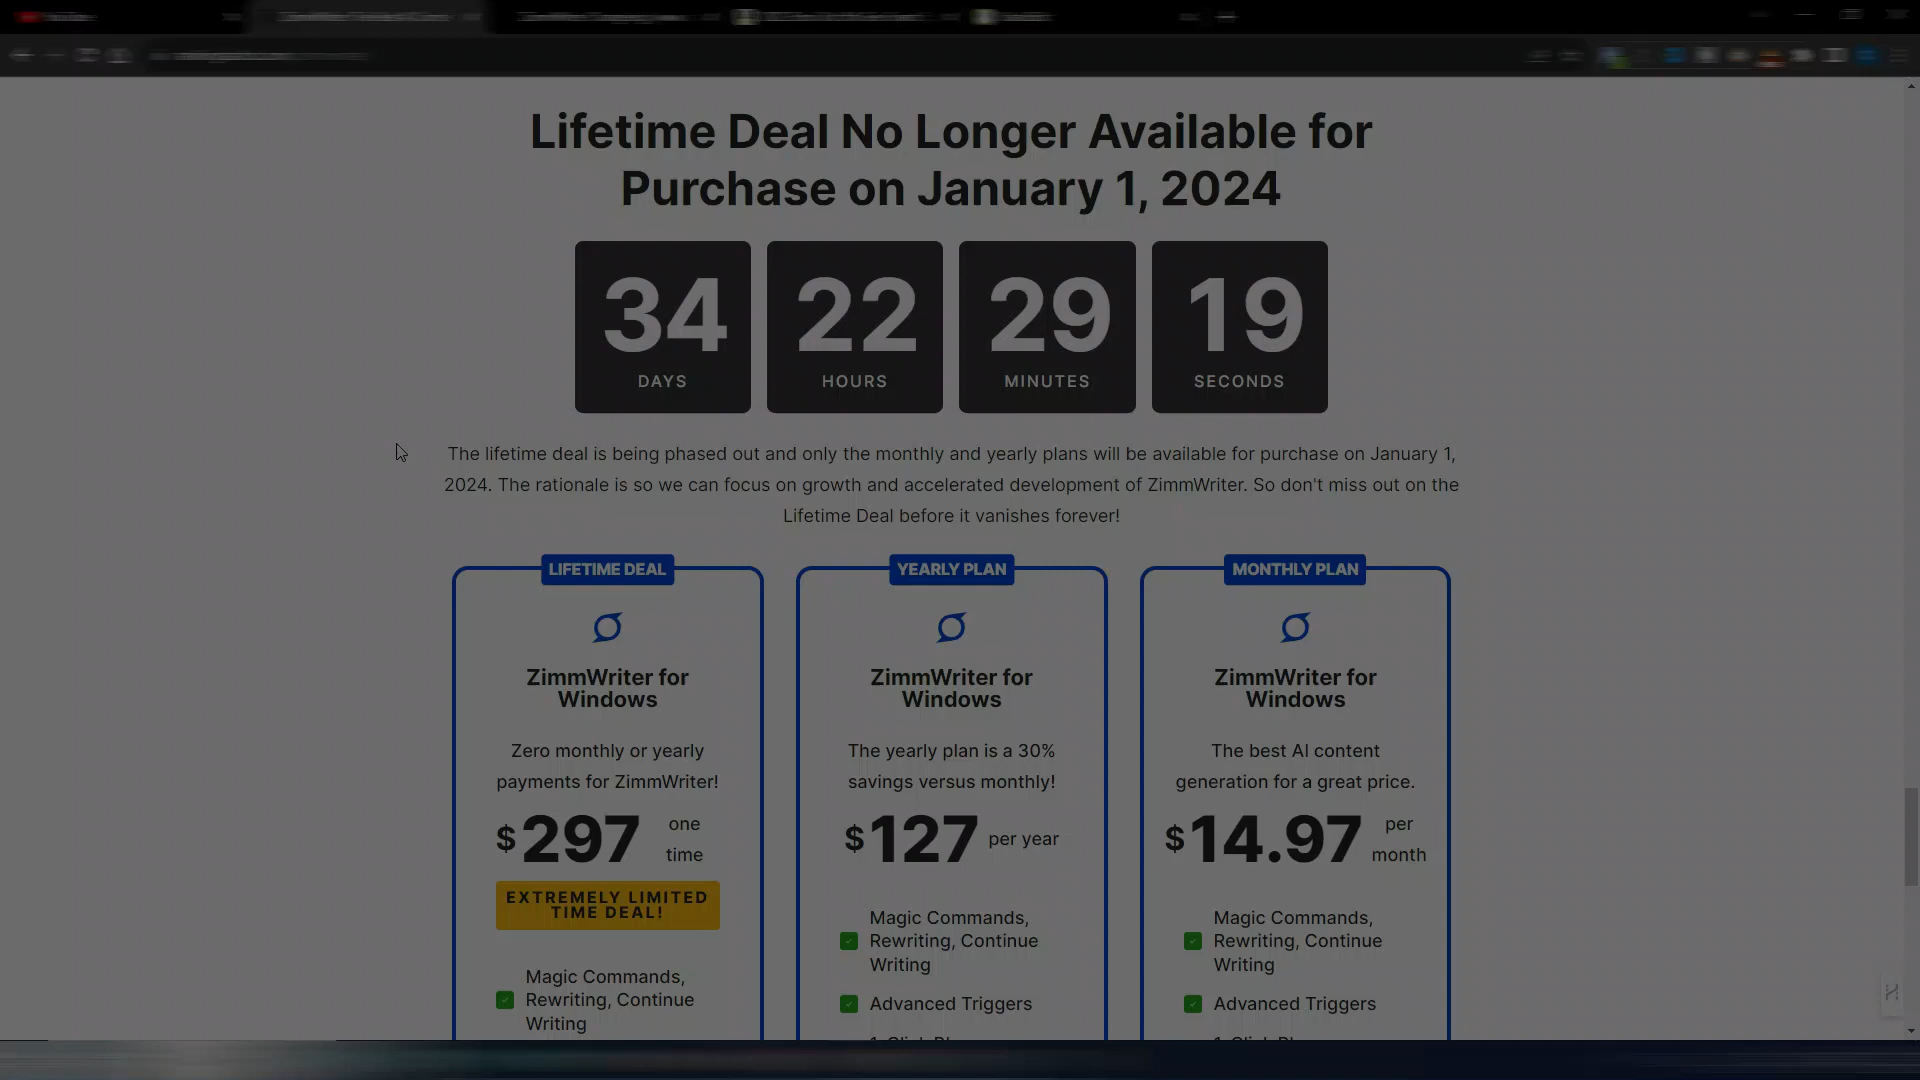 Lifetime Deal No Longer Available for
Purchase on January 1, 2024
34 22 29 19
DAYS HOURS MINUTES SECONDS
The lifetime deal is being phased out and only the monthly and yearly plans will be available for purchase on January 1,
2024. The rationale is so we can focus on growth and accelerated development of ZimmWriter. So don't miss out on the
Lifetime Deal before it vanishes forever!
LIFETIME DEAL
ZimmWriter for
Windows
Zero monthly or yearly
payments for ZimmWriter!
$297 one
time
EXTREMELY LIMITED
TIME DEAL!
Magic Commands,
Rewriting, Continue
Writing
YEARLY PLAN
ZimmWriter for
Windows
The yearly plan is a 30%
savings versus monthly!
$127 per year
Magic Commands,
Rewriting, Continue
Writing
Advanced Triggers
MONTHLY PLAN
ZimmWriter for
Windows
The best AI content
generation for a great price.
$14.97 per
month
Magic Commands,
Rewriting, Continue
Writing
Advanced Triggers